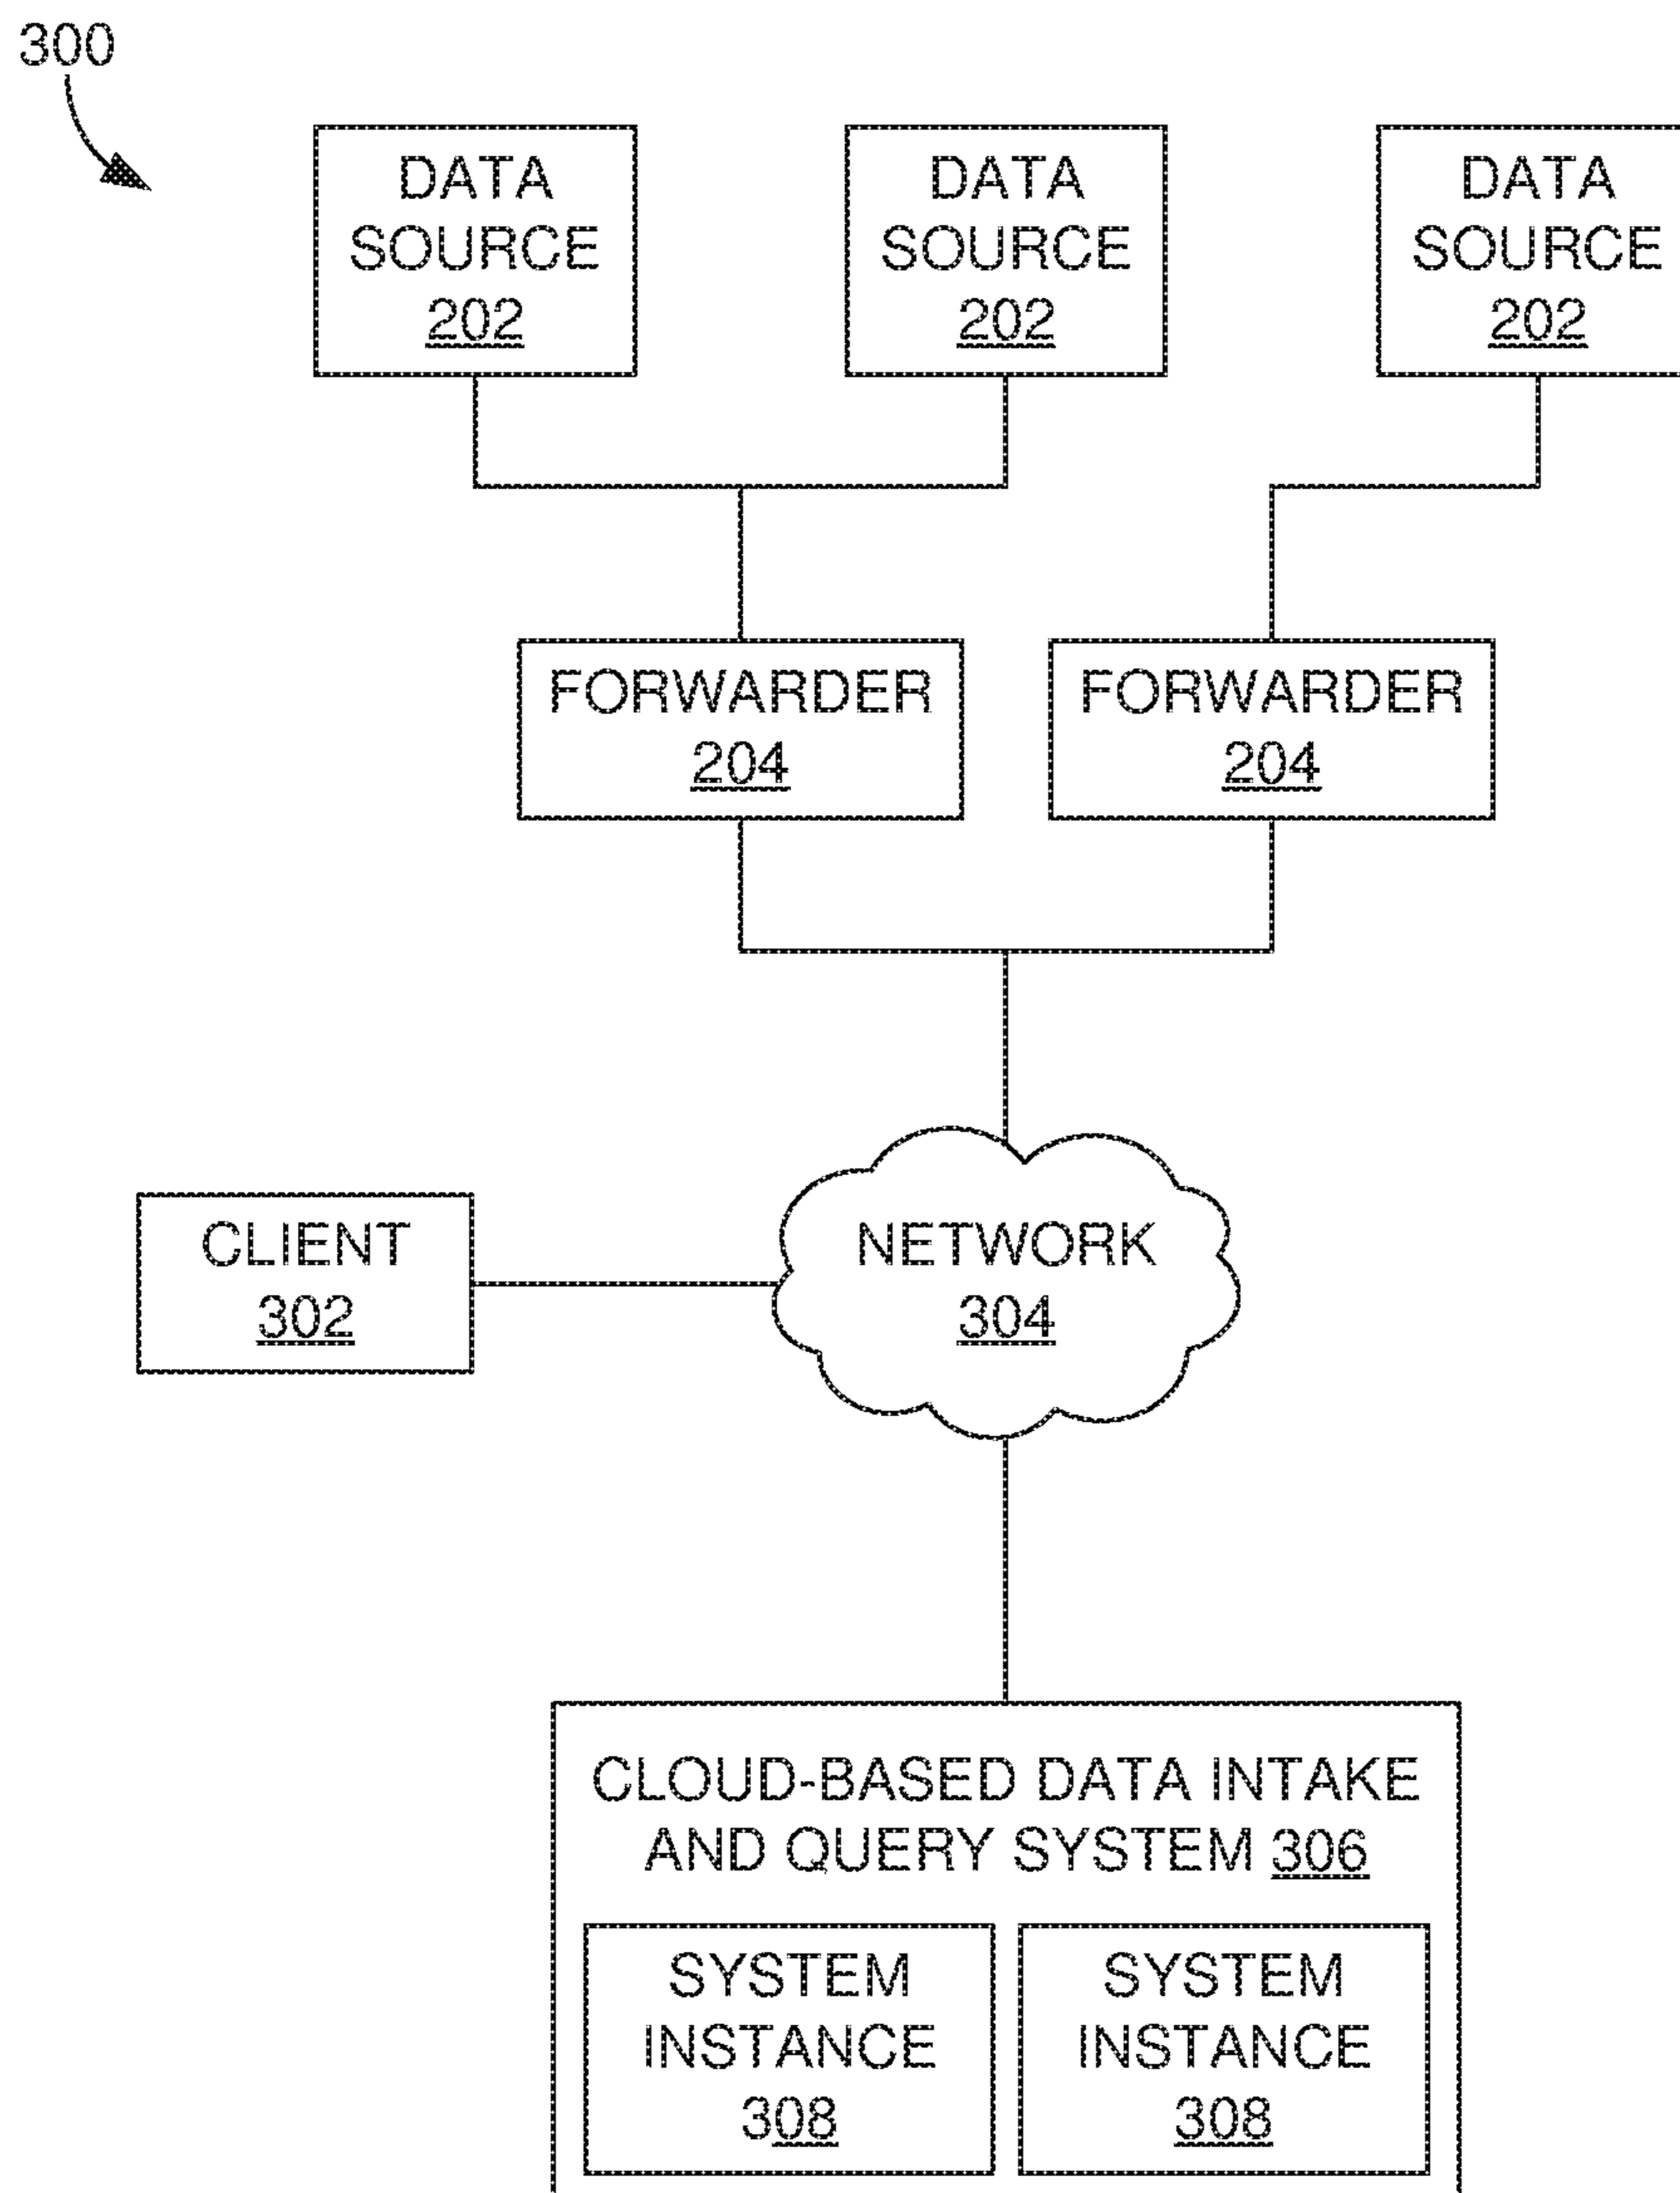 300
DATA
SOURCE
202
DATA
SOURCE
202
DATA
SOURCE
202
FORWARDER
204
FORWARDER
204
CLIENT
302
NETWORK
304
CLOUD-BASED DATA INTAKE
AND QUERY SYSTEM 306
SYSTEM
INSTANCE
308
SYSTEM
INSTANCE
308